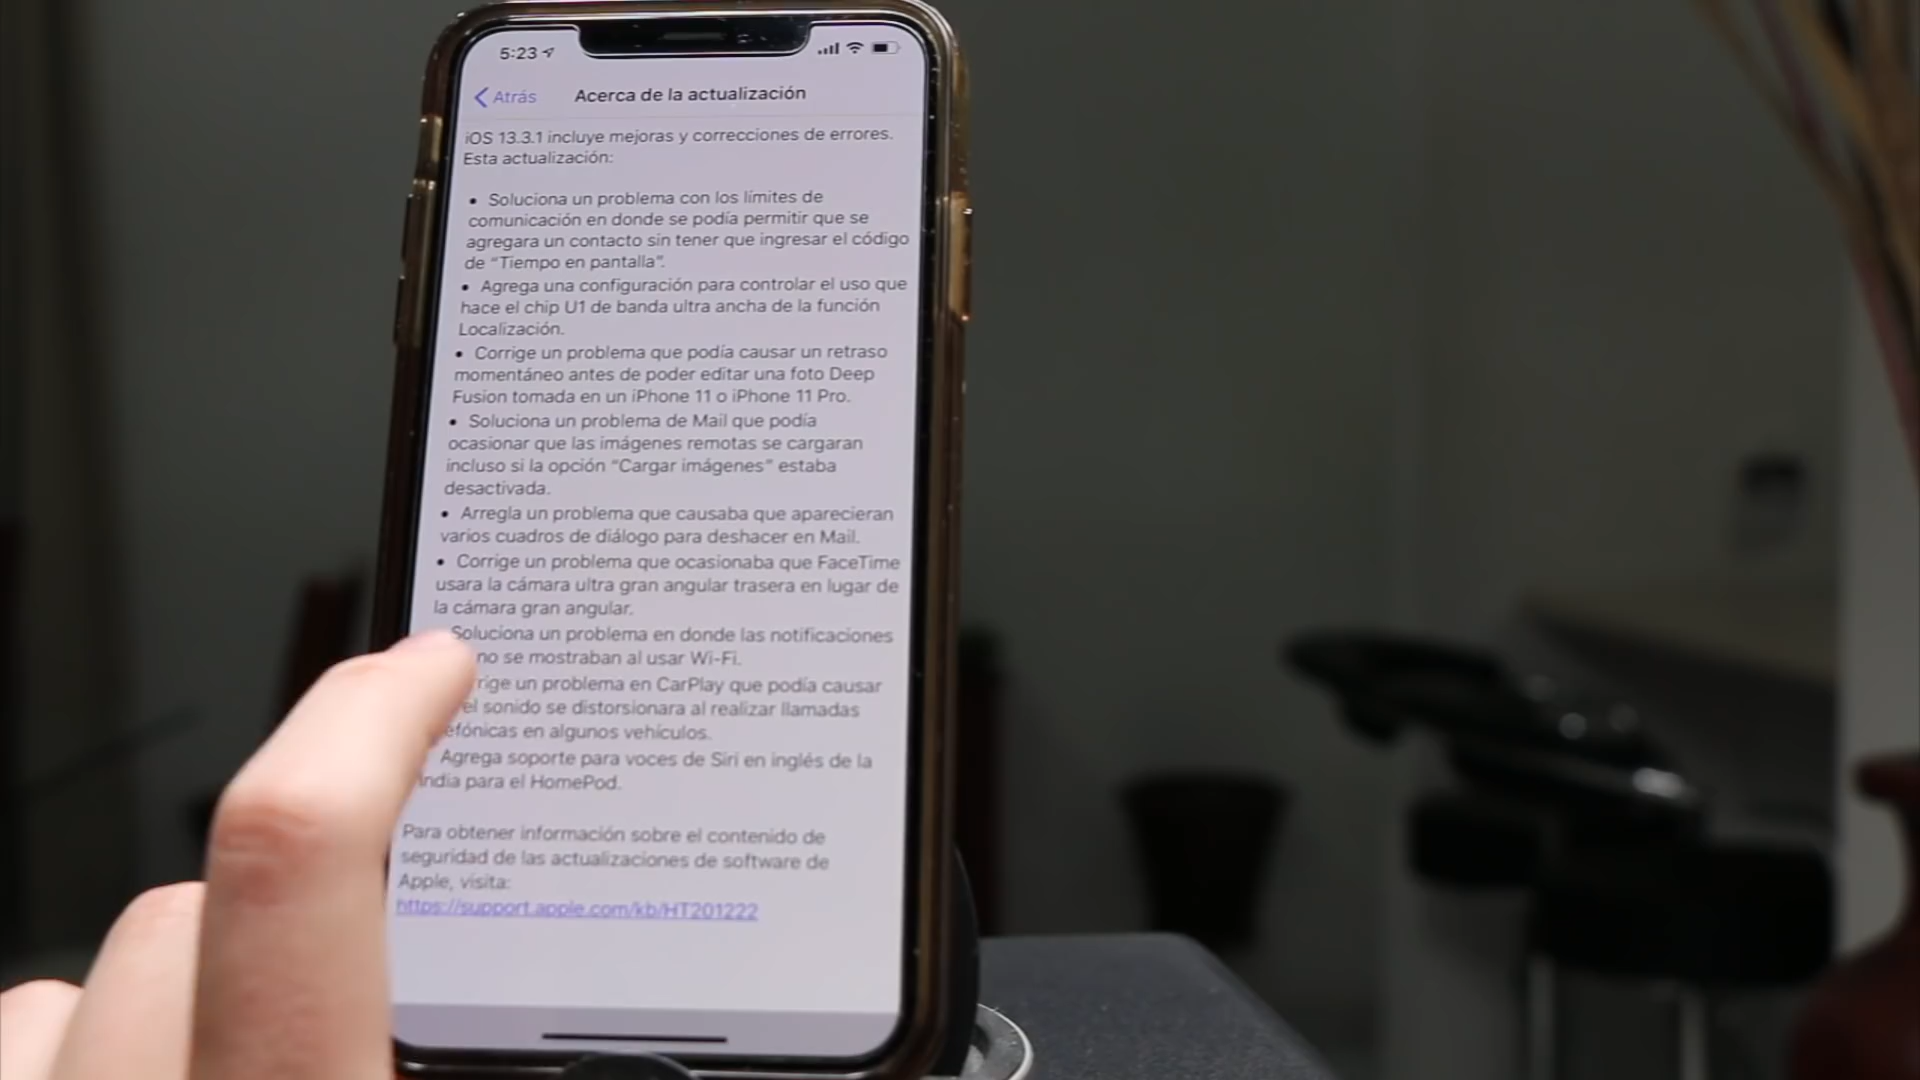 5:23
Atrás
Acerca de la actualización
iOS 13.3.1 incluye mejoras y correcciones de errores.
Esta actualización:
• Soluciona un problema con los límites de
comunicación en donde se podía permitir que se
agregara un contacto sin tener que ingresar el código
de “Tiempo en pantalla”.
• Agrega una configuración para controlar el uso que
hace el chip U1 de banda ultra ancha de la función
Localización.
• Corrige un problema que podía causar un retraso
momentáneo antes de poder editar una foto Deep
Fusion tomada en un iPhone 11 o iPhone 11 Pro.
• Soluciona un problema de Mail que podía
ocasionar que las imágenes remotas se cargaran
incluso si la opción “Cargar imágenes” estaba
desactivada.
• Arregla un problema que causaba que aparecieran
varios cuadros de diálogo para deshacer en Mail.
• Corrige un problema que ocasionaba que FaceTime
usara la cámara ultra gran angular trasera en lugar de
la cámara gran angular.
Soluciona un problema en donde las notificaciones
no se mostraban al usar Wi-Fi.
rige un problema en CarPlay que podía causar
el sonido se distorsionara al realizar llamadas
efónicas en algunos vehículos.
Agrega soporte para voces de Siri en inglés de la
India para el HomePod.
Para obtener información sobre el contenido de
seguridad de las actualizaciones de software de
Apple, visita:
https://support.apple.com/kb/HT201222